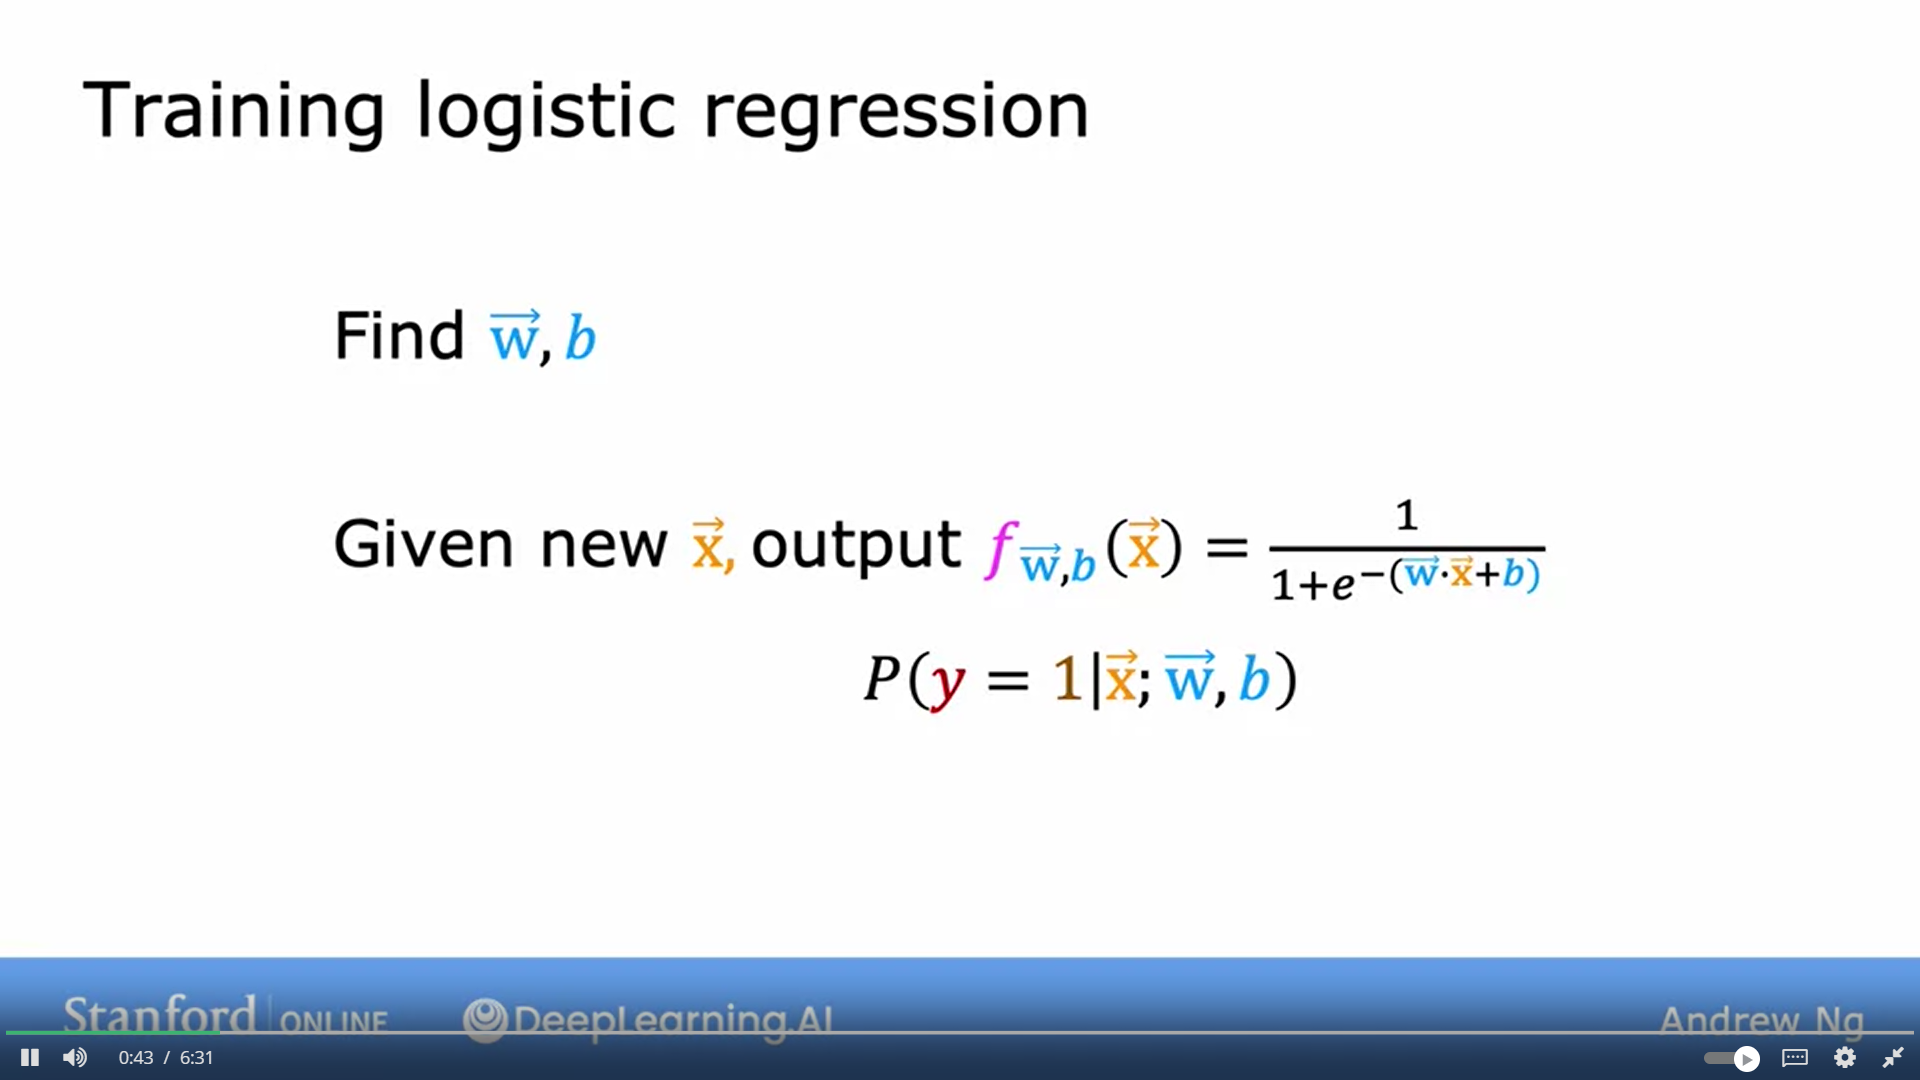 Training logistic regression
Find w⃗, b
Given new x⃗, output f w⃗,b (x⃗) = 1 / 1+e^−(w⃗·x⃗+b)
P(y = 1|x⃗; w⃗, b)
Stanford ONLINE DeepLearning.AI Andrew Ng
0:43 / 6:31